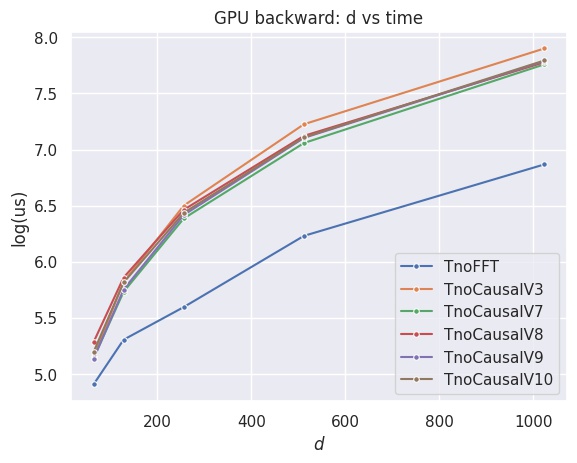 GPU backward: d vs time
log(us)
8.0
7.5
7.0
6.5
6.0
5.5
5.0
TnoFFT
TnoCausalV3
TnoCausalV7
TnoCausalV8
TnoCausalV9
TnoCausalV10
200
400
600
800
1000
d